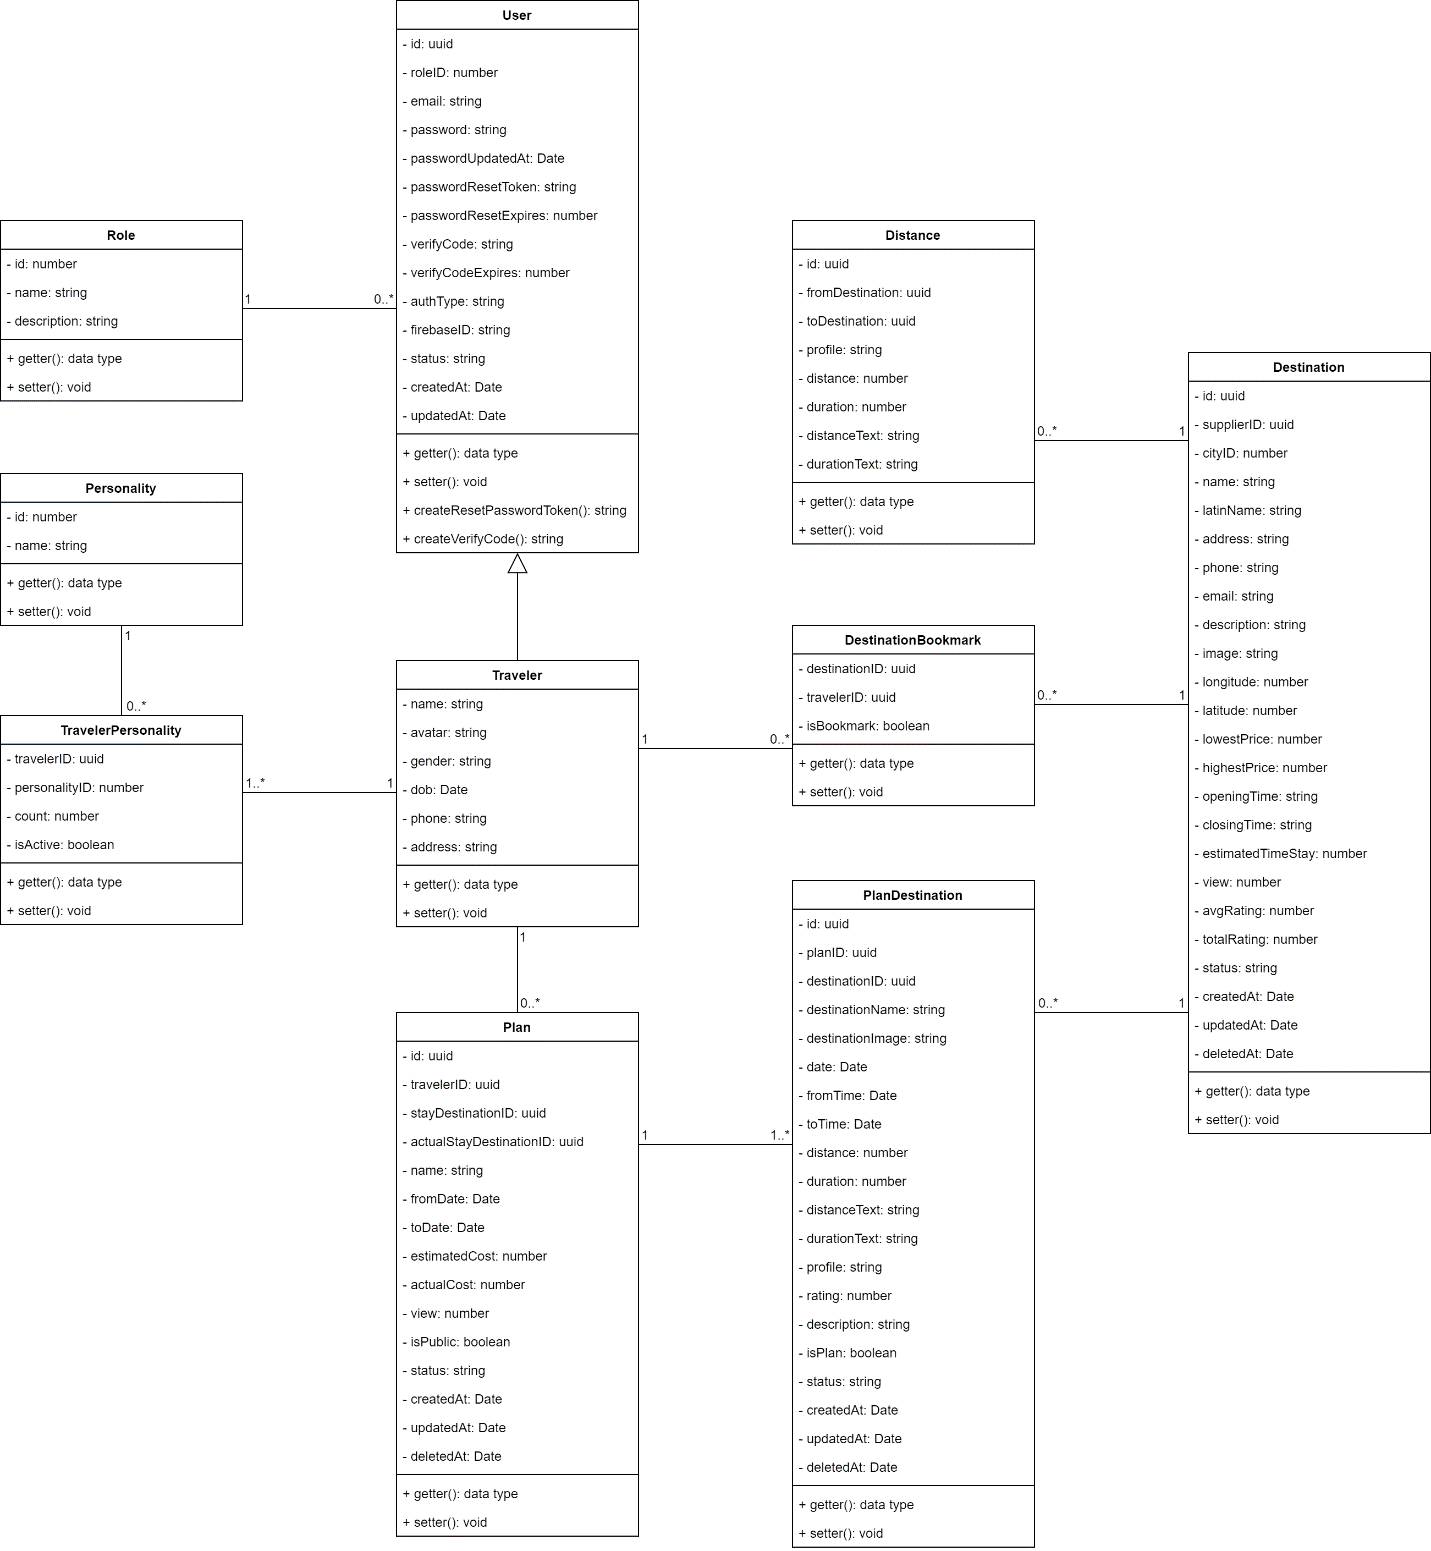 User
- id: uuid
- roleID: number
- email: string
- password: string
- passwordUpdatedAt: Date
- passwordResetToken: string
- passwordResetExpires: number
- verifyCode: string
- verifyCodeExpires: number
- authType: string
- firebaseID: string
- status: string
- createdAt: Date
- updatedAt: Date
+ getter(): data type
+ setter(): void
+ createResetPasswordToken(): string
+ createVerifyCode(): string
Role
- id: number
- name: string
- description: string
+ getter(): data type
+ setter(): void
1
0..*
Personality
- id: number
- name: string
+ getter(): data type
+ setter(): void
1
0..*
TravelerPersonality
- travelerID: uuid
- personalityID: number
- count: number
- isActive: boolean
+ getter(): data type
+ setter(): void
1..*
1
Traveler
- name: string
- avatar: string
- gender: string
- dob: Date
- phone: string
- address: string
+ getter(): data type
+ setter(): void
1
0..*
1
0..*
Plan
- id: uuid
- travelerID: uuid
- stayDestinationID: uuid
- actualStayDestinationID: uuid
- name: string
- fromDate: Date
- toDate: Date
- estimatedCost: number
- actualCost: number
- view: number
- isPublic: boolean
- status: string
- createdAt: Date
- updatedAt: Date
- deletedAt: Date
+ getter(): data type
+ setter(): void
1
1..*
Distance
- id: uuid
- fromDestination: uuid
- toDestination: uuid
- profile: string
- distance: number
- duration: number
- distanceText: string
- durationText: string
+ getter(): data type
+ setter(): void
0..*
1
DestinationBookmark
- destinationID: uuid
- travelerID: uuid
- isBookmark: boolean
+ getter(): data type
+ setter(): void
0..*
1
PlanDestination
- id: uuid
- planID: uuid
- destinationID: uuid
- destinationName: string
- destinationImage: string
- date: Date
- fromTime: Date
- toTime: Date
- distance: number
- duration: number
- distanceText: string
- durationText: string
- profile: string
- rating: number
- description: string
- isPlan: boolean
- status: string
- createdAt: Date
- updatedAt: Date
- deletedAt: Date
+ getter(): data type
+ setter(): void
0..*
1
Destination
- id: uuid
- supplierID: uuid
- cityID: number
- name: string
- latinName: string
- address: string
- phone: string
- email: string
- description: string
- image: string
- longitude: number
- latitude: number
- lowestPrice: number
- highestPrice: number
- openingTime: string
- closingTime: string
- estimatedTimeStay: number
- view: number
- avgRating: number
- totalRating: number
- status: string
- createdAt: Date
- updatedAt: Date
- deletedAt: Date
+ getter(): data type
+ setter(): void